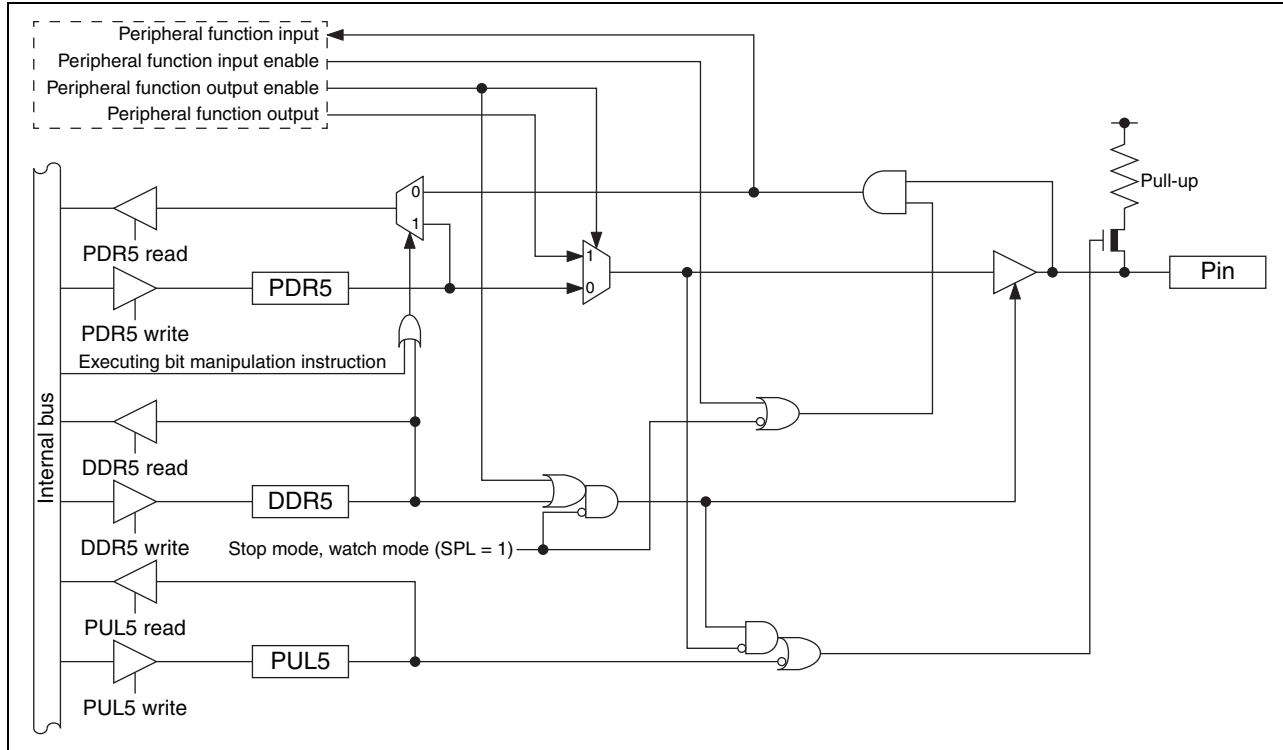 Peripheral function input
Peripheral function input enable
Peripheral function output enable
Peripheral function output
Pull-up
0
1
PDR5 read
1
0
Pin
PDR5
PDR5 write
Executing bit manipulation instruction
Internal bus
DDR5 read
DDR5
DDR5 write
Stop mode, watch mode (SPL = 1)
PUL5 read
PUL5
PUL5 write